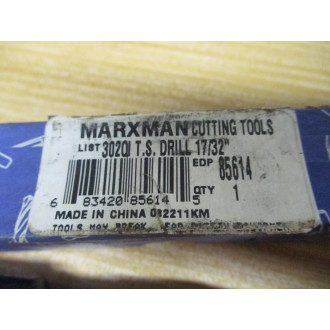 MARXMAN CUTTING TOOLS
LIST 302QI T.S. DRILL 17/32"
EDP 85614
QTY 1
6 83420 85614 5
MADE IN CHINA 032211KM
TOOLS MAY BREAK